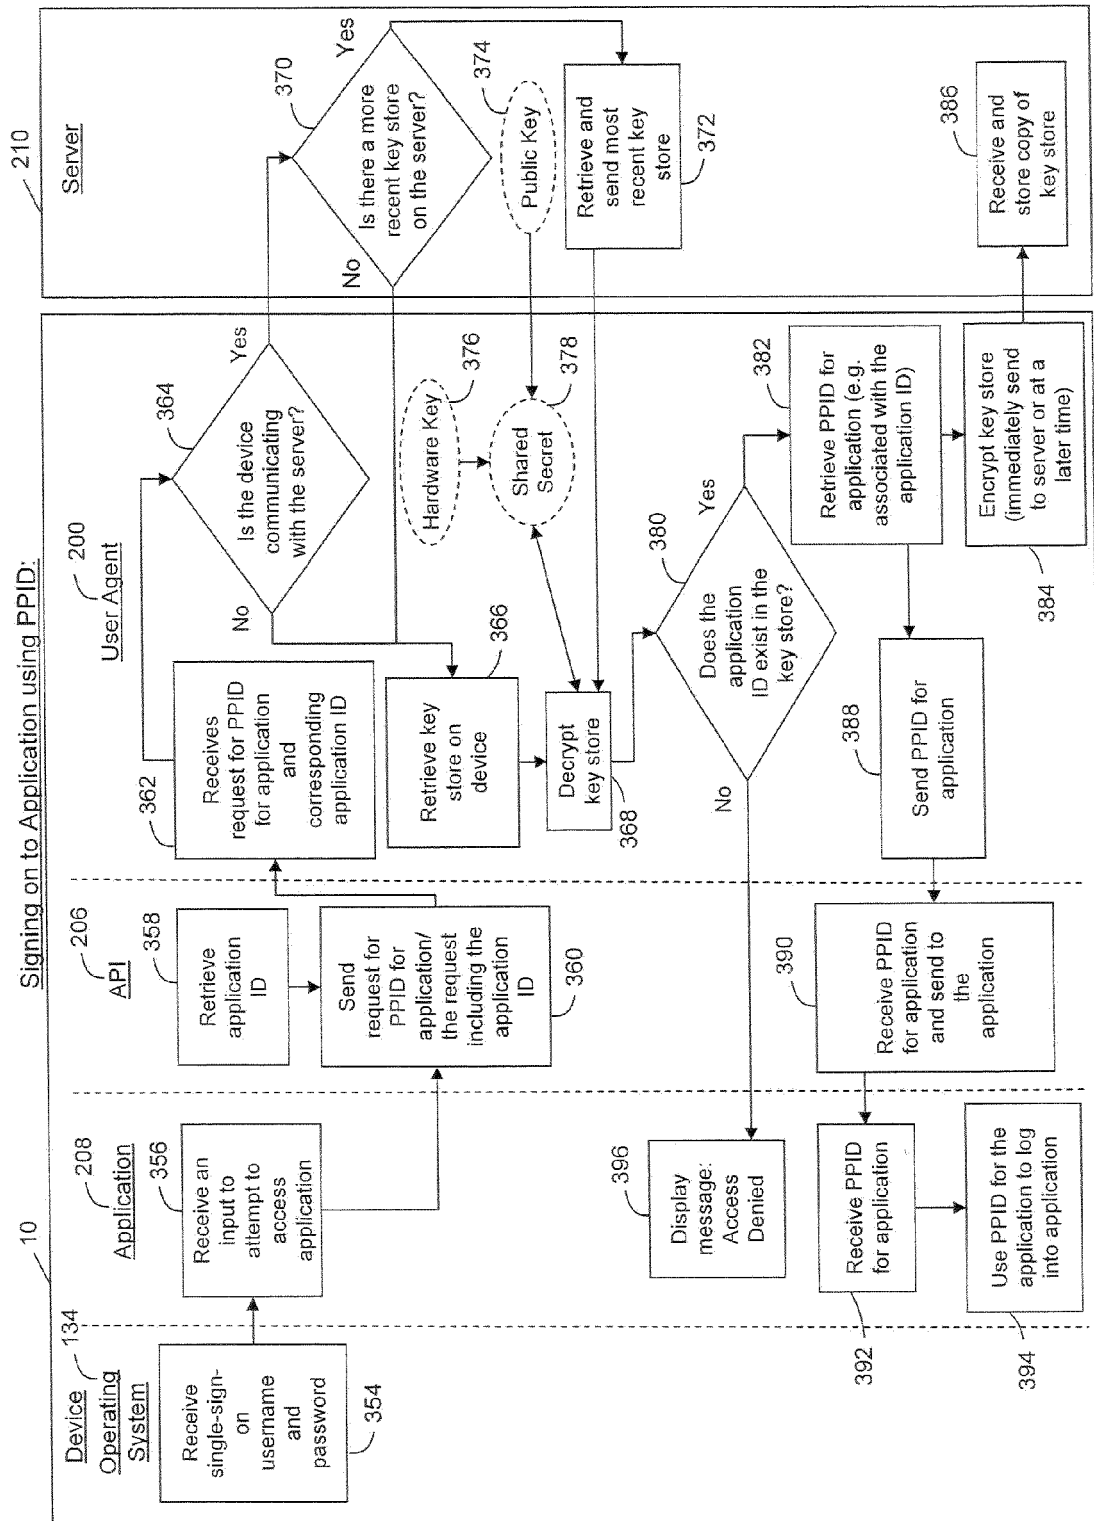 Signing on to Application using PPID:
10
Device
Operating
System
134
Application
208
API
206
User Agent
200
Server
210
Receive
single-sign-
on
username
and
password
354
Receive an
input to
attempt to
access
application
356
Retrieve
application
ID
358
Send
request for
PPID for
application/
the request
including the
application
ID
360
Receives
request for PPID
for application
and
corresponding
application ID
362
Is the device
communicating
with the server?
364
Yes
No
Is there a more
recent key store
on the server?
370
Yes
No
Retrieve key
store on
device
366
Hardware Key
376
Public Key
374
Shared
Secret
378
Retrieve and
send most
recent key
store
372
Decrypt
key store
368
Does the
application
ID exist in the
key store?
380
Yes
No
Display
message:
Access
Denied
396
Retrieve PPID for
application (e.g.
associated with the
application ID)
382
Encrypt key store
(immediately send
to server or at a
later time)
384
Receive and
store copy of
key store
386
Send PPID for
application
388
Receive PPID
for application
and send to
the
application
390
Receive PPID
for application
392
Use PPID for the
application to log
into application
394